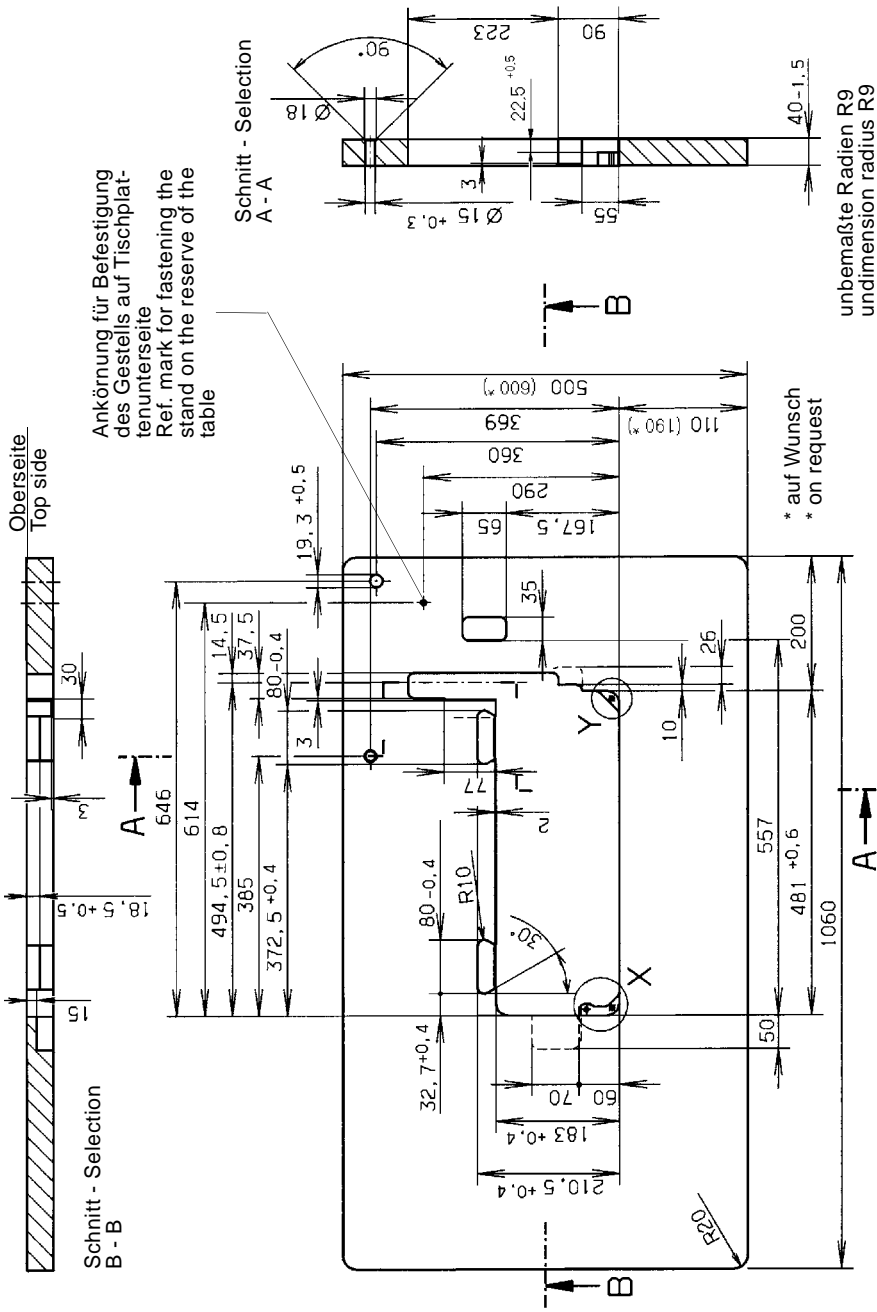 Oberseite
Top side
30
3
18,5+0,5
15
Schnitt - Selection
B - B
Ankörnung für Befestigung
des Gestells auf Tischplat-
tenunterseite
Ref. mark for fastening the
stand on the reserve of the
table
Schnitt - Selection
A - A
90°
Ø 18
223
90
22.5 +0,5
3
Ø 15 +0,3
55
40-1,5
unbemaßte Radien R9
undimension radius R9
A
646
614
494,5±0,8
385
372,5 +0,4
19,3 +0,5
14,5
37,5
80-0,4
3
80-0,4
32,7+0,4
R10
30°
77
2
35
65
167,5
290
360
369
500 (600 *)
110 (190 *)
B
Y
X
10
26
200
557
481 +0,6
1060
50
70
60
183 +0,4
210,5 +0,4
R20
B
A
* auf Wunsch
* on request